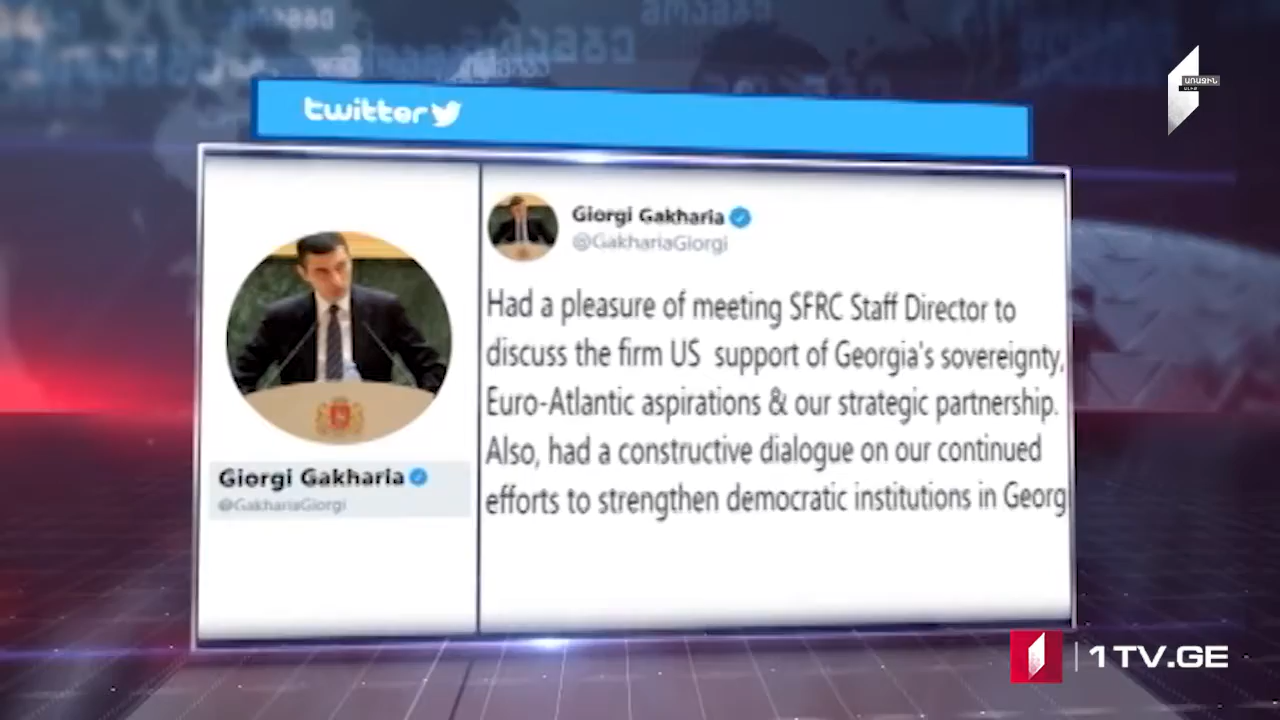 twitter
ԱՌԱՋԻՆ
ԱԼԻՔ
Giorgi Gakharia
@GakhariaGiorgi
Had a pleasure of meeting SFRC Staff Director to
discuss the firm US support of Georgia's sovereignty,
Euro-Atlantic aspirations & our strategic partnership.
Also, had a constructive dialogue on our continued
efforts to strengthen democratic institutions in Georg
Giorgi Gakharia
@GakhariaGiorgi
1TV.GE